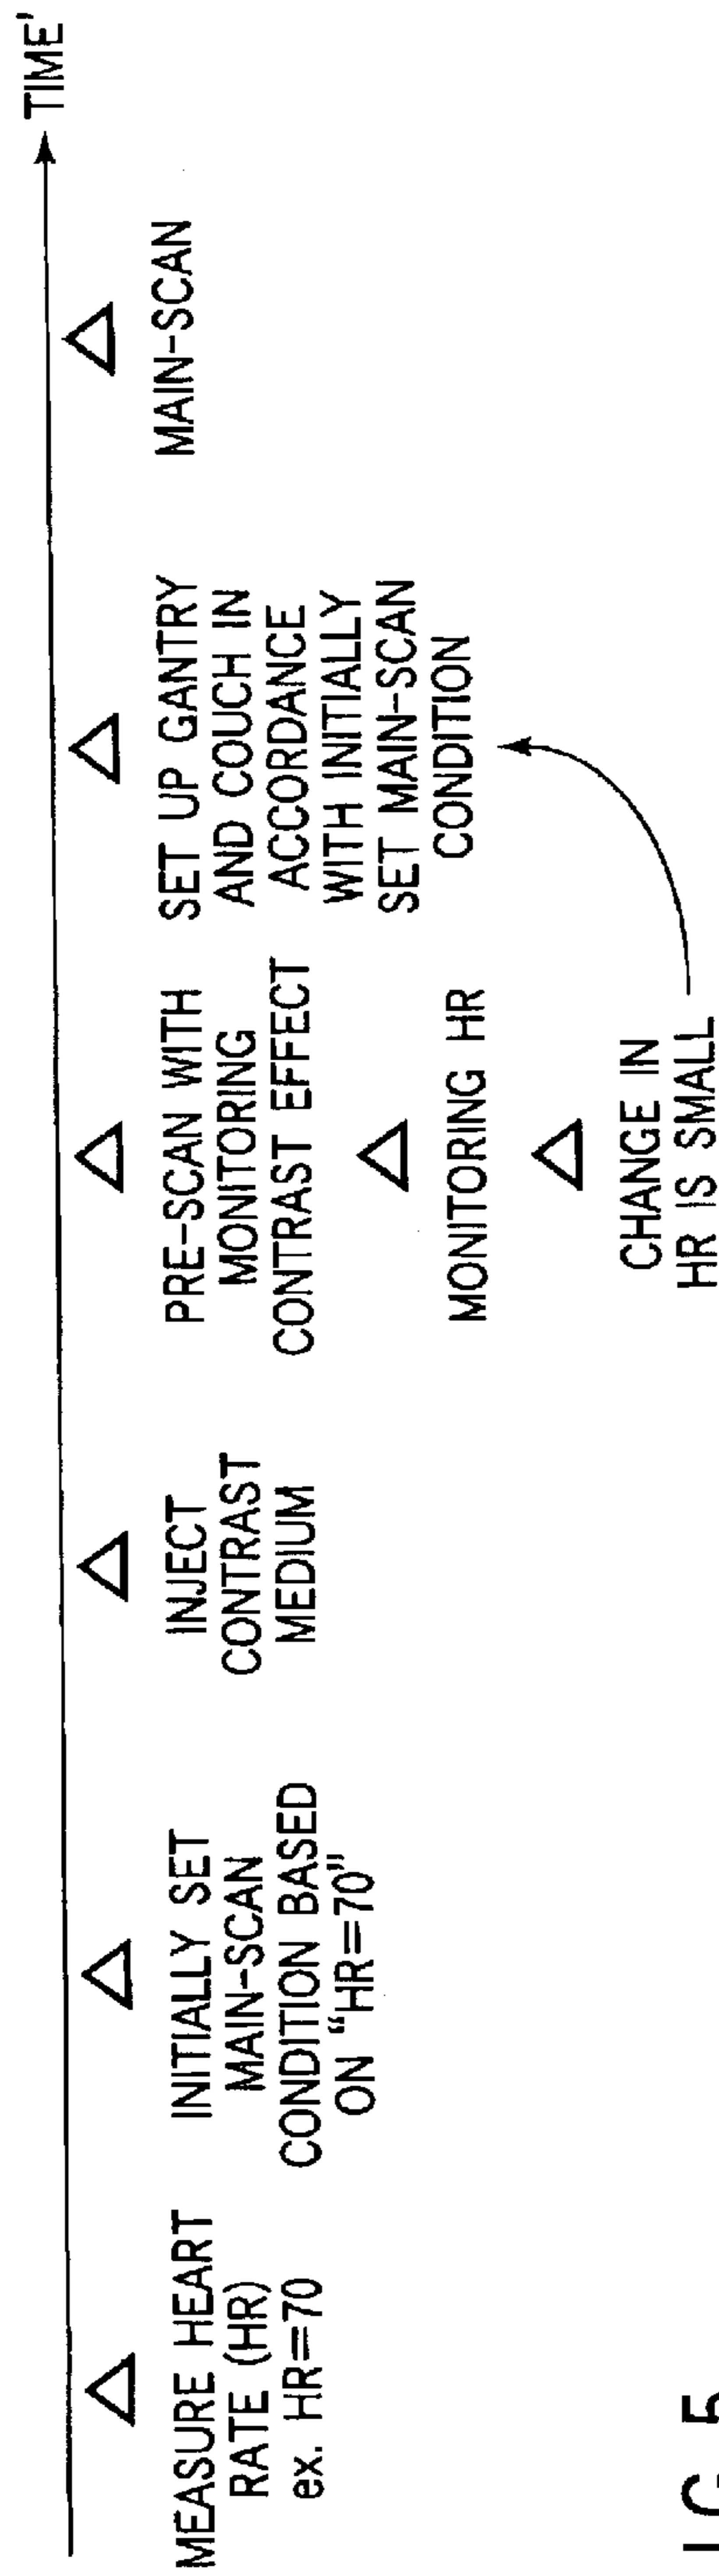 TIME'
MEASURE HEART
RATE (HR)
ex. HR=70
INITIALLY SET
MAIN-SCAN
CONDITION BASED
ON "HR=70"
INJECT
CONTRAST
MEDIUM
PRE-SCAN WITH
MONITORING
CONTRAST EFFECT
MONITORING HR
CHANGE IN
HR IS SMALL
SET UP GANTRY
AND COUCH IN
ACCORDANCE
WITH INITIALLY
SET MAIN-SCAN
CONDITION
MAIN-SCAN
I G. 5